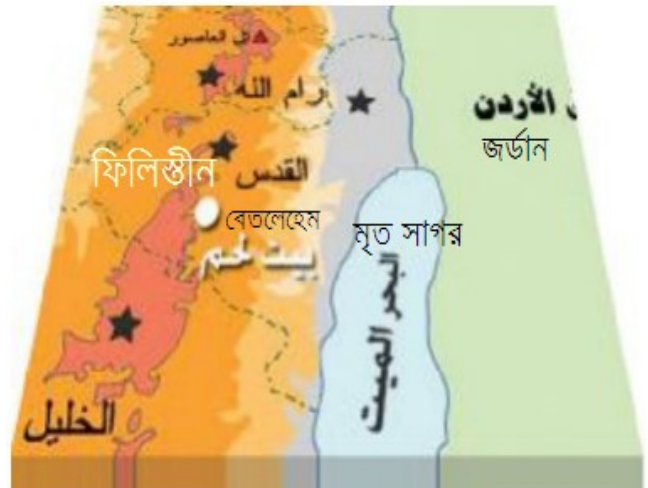 تل العاصور
رام الله
الأردن
জর্ডান
ফিলিস্তীন
القدس
বেতলেহেম
بيت لحم
মৃত সাগর
البحر الميت
الخليل